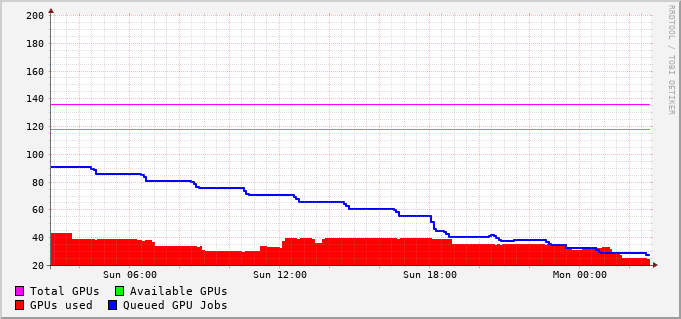 200
180
160
140
120
100
80
60
40
20
Sun 06:00 Sun 12:00 Sun 18:00 Mon 00:00
Total GPUs Available GPUs
GPUs used Queued GPU Jobs
RRDTOOL / TOBI OETIKER